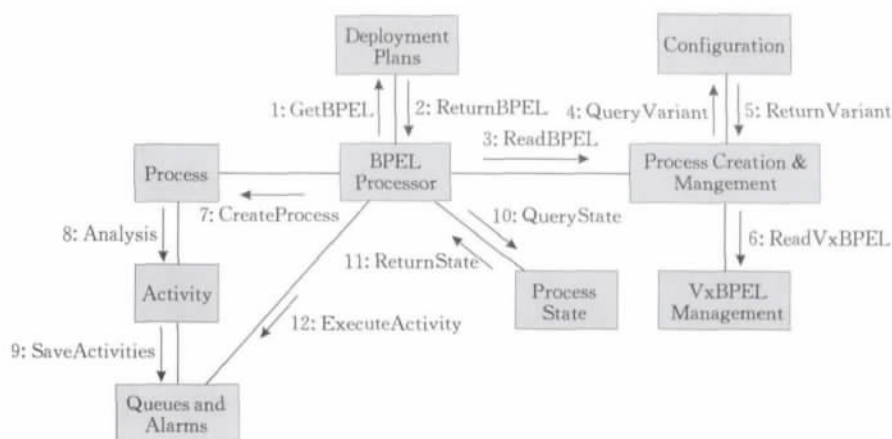 Deployment
Plans
Configuration
1: GetBPEL
2: ReturnBPEL
4: QueryVariant
5: ReturnVariant
3: ReadBPEL
Process
BPEL
Processor
Process Creation &
Mangement
7: CreateProcess
10: QueryState
8: Analysis
6: ReadVxBPEL
11: ReturnState
Activity
Process
State
VxBPEL
Management
12: ExecuteActivity
9: SaveActivities
Queues and
Alarms